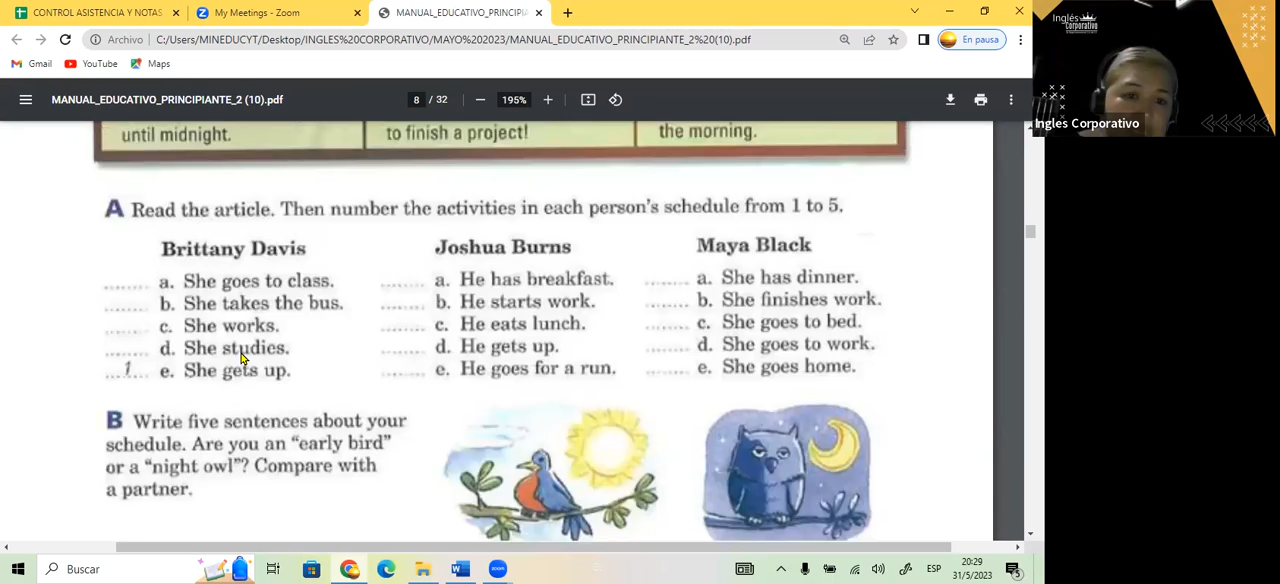 CONTROL ASISTENCIA Y NOTAS
My Meetings - Zoom
MANUAL_EDUCATIVO_PRINCIPIA
Archivo
C:/Users/MINEDUCYT/Desktop/INGLES%20CORPORATIVO/MAYO%202023/MANUAL_EDUCATIVO_PRINCIPIANTE_2%20(10).pdf
En pausa
Gmail
YouTube
Maps
MANUAL_EDUCATIVO_PRINCIPIANTE_2 (10).pdf
8 / 32
195%
Inglés
Corporativo
Ingles Corporativo
until midnight.
to finish a project!
the morning.
A Read the article. Then number the activities in each person's schedule from 1 to 5.
Brittany Davis
a. She goes to class.
b. She takes the bus.
c. She works.
d. She studies.
1 e. She gets up.
Joshua Burns
a. He has breakfast.
b. He starts work.
c. He eats lunch.
d. He gets up.
e. He goes for a run.
Maya Black
a. She has dinner.
b. She finishes work.
c. She goes to bed.
d. She goes to work.
e. She goes home.
B Write five sentences about your
schedule. Are you an "early bird"
or a "night owl"? Compare with
a partner.
Buscar
zoom
ESP
20:29
31/5/2023
5